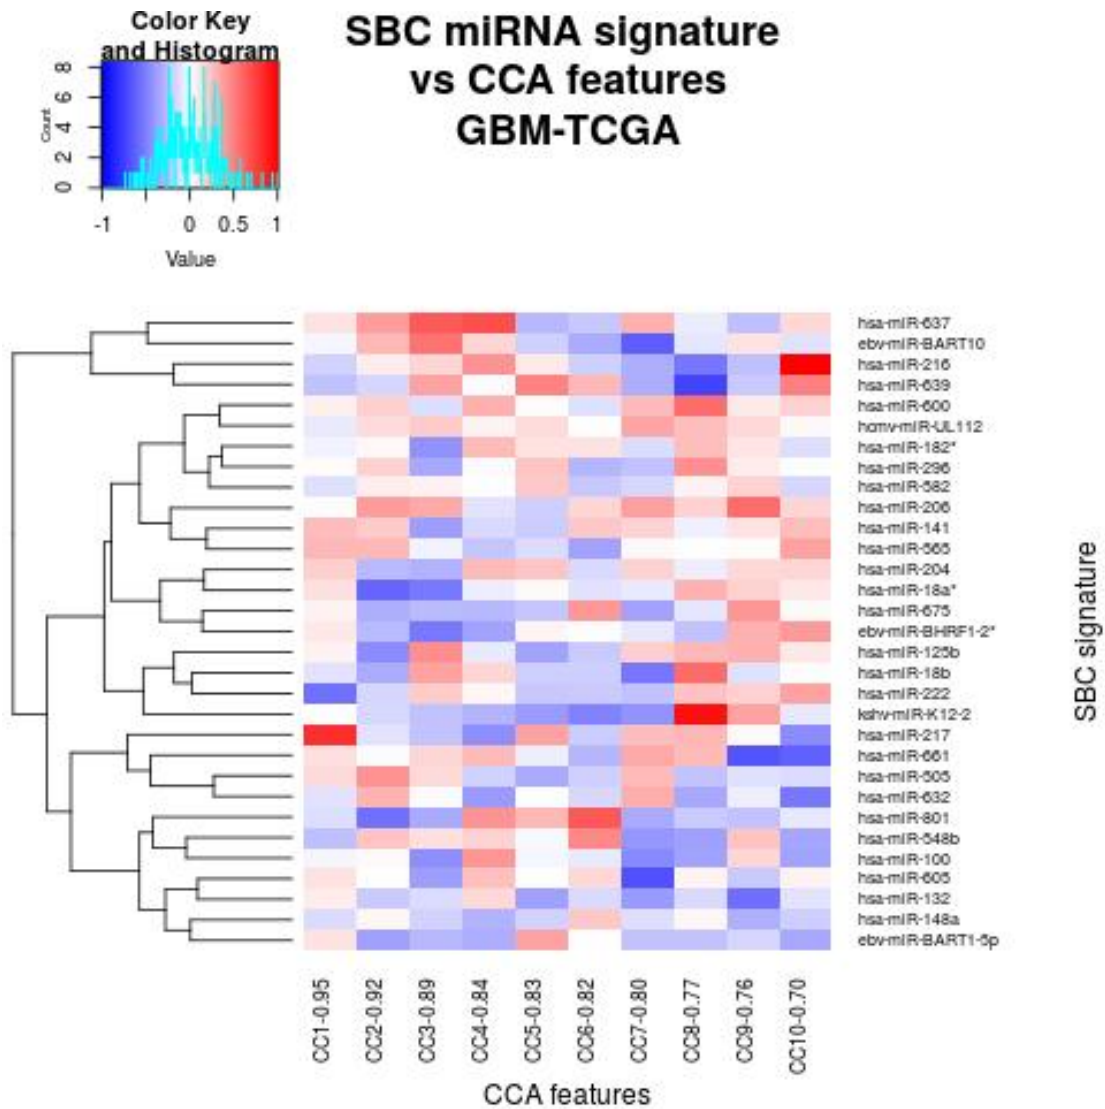 Color Key
and Histogram
SBC miRNA signature
vs CCA features
GBM-TCGA
Count
0 2 4 6 8
-1 0 0.5 1
Value
hsa-miR-637
ebv-miR-BART10
hsa-miR-216
hsa-miR-639
hsa-miR-600
hcmv-miR-UL112
hsa-miR-182*
hsa-miR-296
hsa-miR-582
hsa-miR-206
hsa-miR-141
hsa-miR-565
hsa-miR-204
hsa-miR-18a*
hsa-miR-675
ebv-miR-BHRF1-2*
hsa-miR-125b
hsa-miR-18b
hsa-miR-222
kshv-miR-K12-2
hsa-miR-217
hsa-miR-661
hsa-miR-505
hsa-miR-632
hsa-miR-801
hsa-miR-548b
hsa-miR-100
hsa-miR-605
hsa-miR-132
hsa-miR-148a
ebv-miR-BART1-5p
SBC signature
CC1-0.95
CC2-0.92
CC3-0.89
CC4-0.84
CC5-0.83
CC6-0.82
CC7-0.80
CC8-0.77
CC9-0.76
CC10-0.70
CCA features